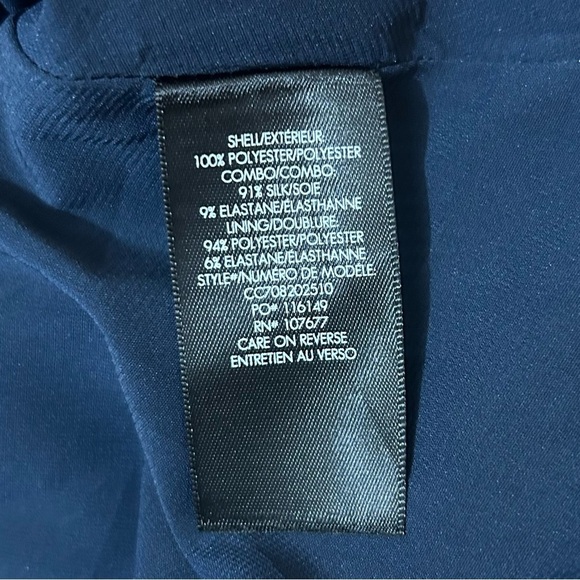 SHELL/EXTÉRIEUR:
100% POLYESTER/POLYESTER
COMBO/COMBO:
91% SILK/SOIE
9% ELASTANE/ELASTHANNE
LINING/DOUBLURE:
94% POLYESTER/POLYESTER
6% ELASTANE/ELASTHANNE
STYLE#/NUMÉRO DE MODÈLE:
CC708202510
PO# 116149
RN# 107677
CARE ON REVERSE
ENTRETIEN AU VERSO